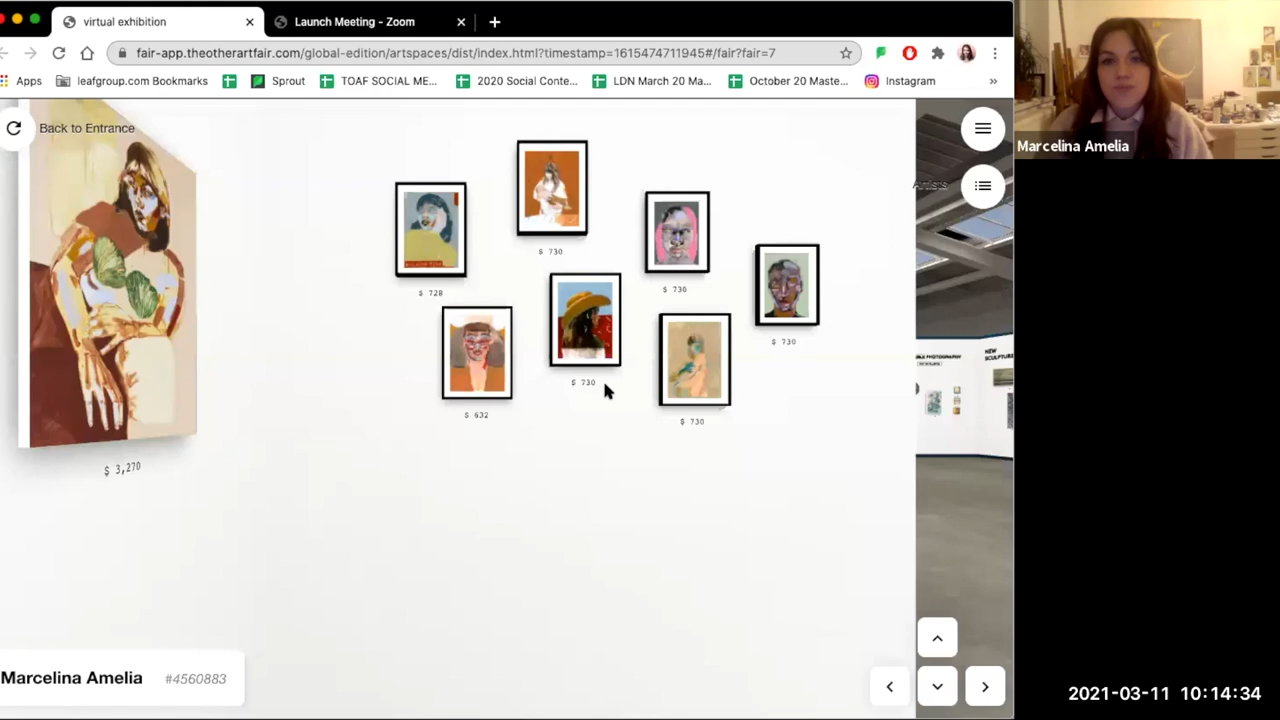 virtual exhibition
Launch Meeting - Zoom
fair-app.theotherartfair.com/global-edition/artspaces/dist/index.html?timestamp=1615474711945#/fair?fair=7
Apps
leafgroup.com Bookmarks
Sprout
TOAF SOCIAL ME...
2020 Social Conte...
LDN March 20 Ma...
October 20 Maste...
Instagram
»
Back to Entrance
Artists
Marcelina Amelia
$ 730
$ 728
$ 730
$ 730
$ 730
$ 632
$ 730
$ 3,270
NEW
Marcelina Amelia #4560883
2021-03-11 10:14:34